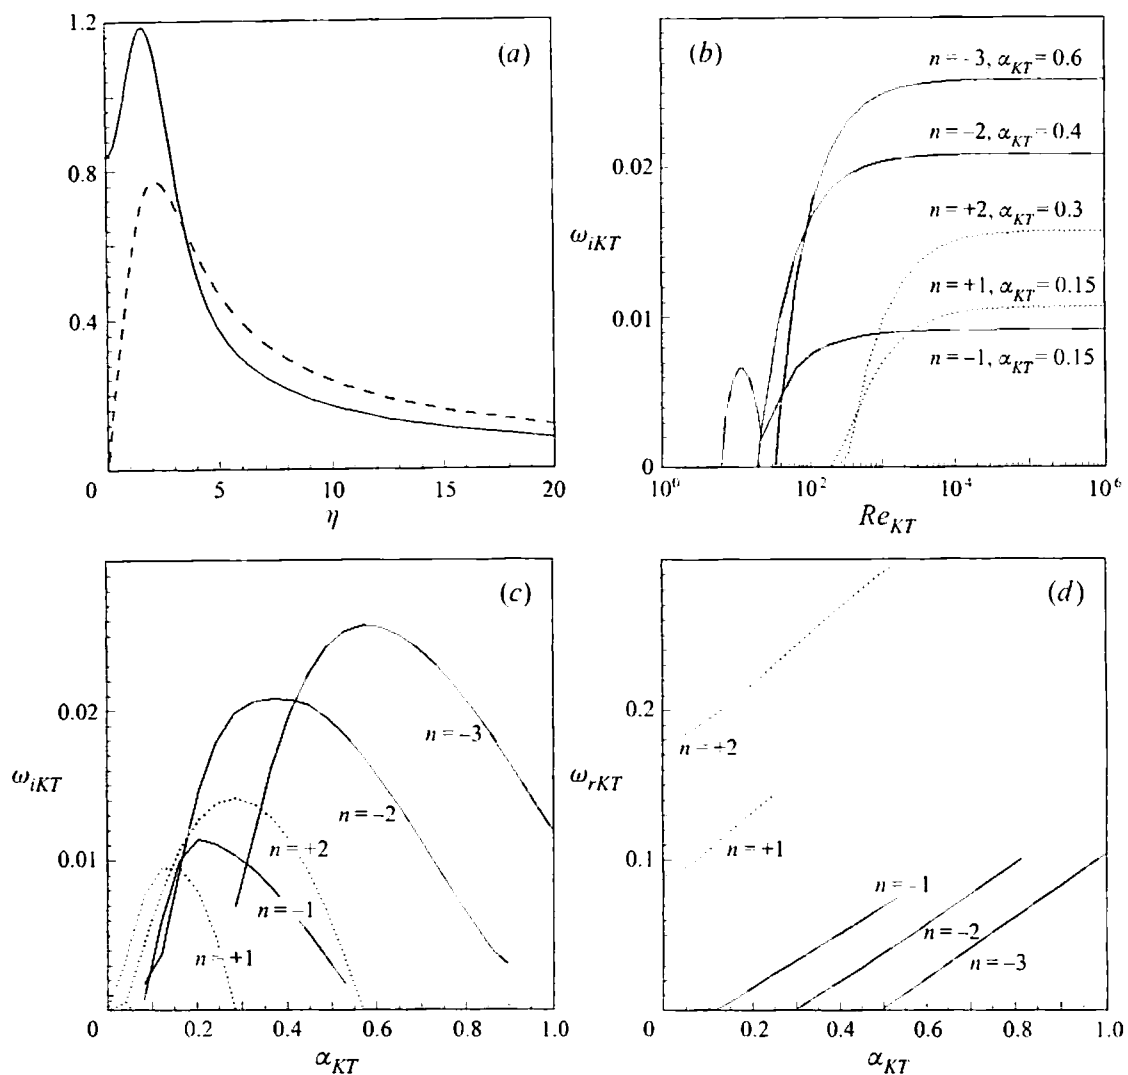 1.2
(a)
0.8
0.4
0
5
10
15
20
η
(b)
n = -3, α_KT = 0.6
n = -2, α_KT = 0.4
n = +2, α_KT = 0.3
n = +1, α_KT = 0.15
n = -1, α_KT = 0.15
0.02
ω_iKT
0.01
0
10^0
10^2
10^4
10^6
Re_KT
(c)
0.02
ω_iKT
0.01
n = -3
n = -2
n = +2
n = -1
n = +1
0
0.2
0.4
0.6
0.8
1.0
α_KT
(d)
0.2
ω_rKT
0.1
n = +2
n = +1
n = -1
n = -2
n = -3
0
0.2
0.4
0.6
0.8
1.0
α_KT